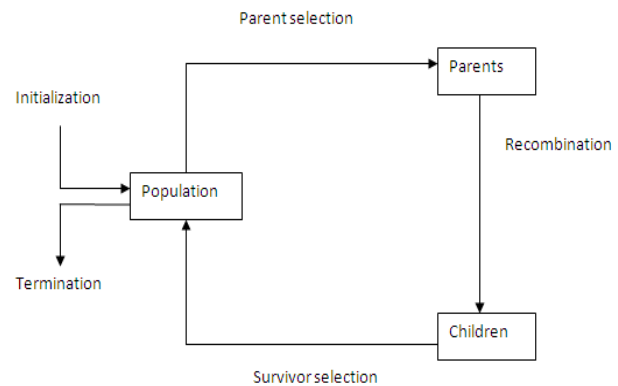 Parent selection
Parents
Initialization
Recombination
Population
Termination
Children
Survivor selection